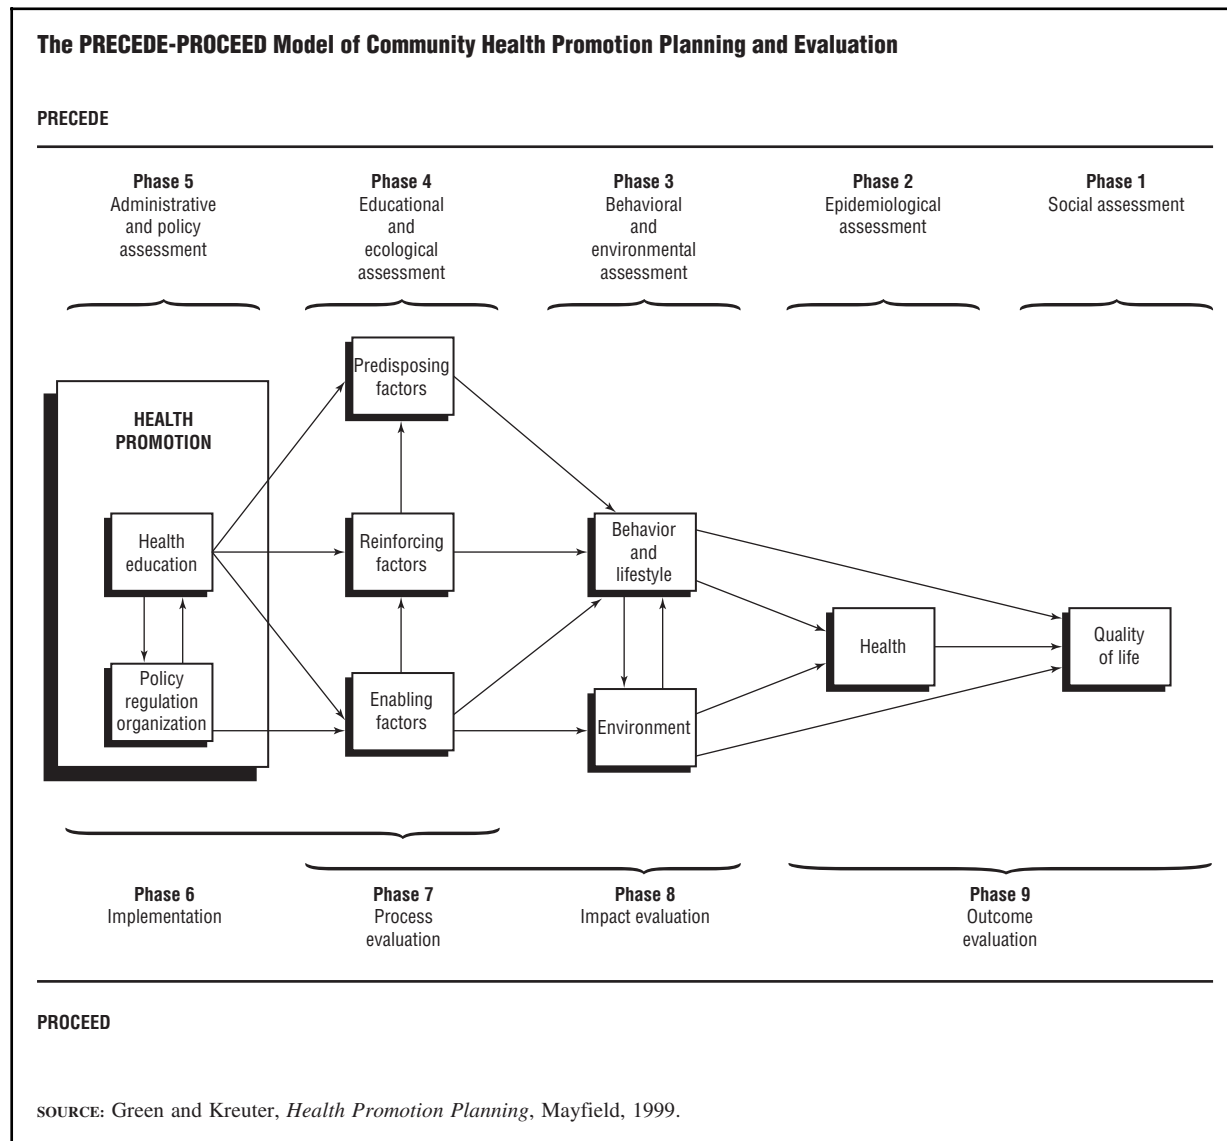 The PRECEDE-PROCEED Model of Community Health Promotion Planning and Evaluation
PRECEDE
Phase 5
Administrative
and policy
assessment
Phase 4
Educational
and
ecological
assessment
Phase 3
Behavioral
and
environmental
assessment
Phase 2
Epidemiological
assessment
Phase 1
Social assessment
HEALTH
PROMOTION
Health
education
Policy
regulation
organization
Predisposing
factors
Reinforcing
factors
Enabling
factors
Behavior
and
lifestyle
Environment
Health
Quality
of life
Phase 6
Implementation
Phase 7
Process
evaluation
Phase 8
Impact evaluation
Phase 9
Outcome
evaluation
PROCEED
SOURCE: Green and Kreuter, Health Promotion Planning, Mayfield, 1999.